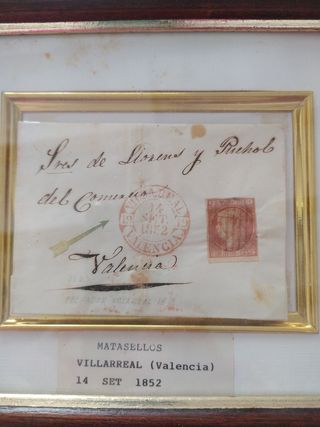 Sres de Llorens y Puchol
del Comercio
VILLARREAL
14
SET
1852
VALENCIA
Valencia
MATASELLOS
VILLARREAL (Valencia)
14 SET 1852